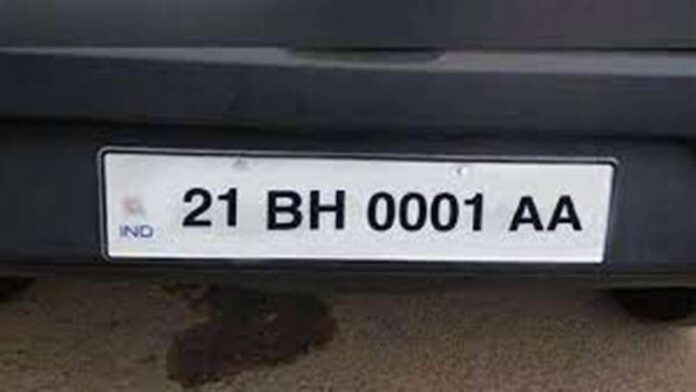 IND
21 BH 0001 AA